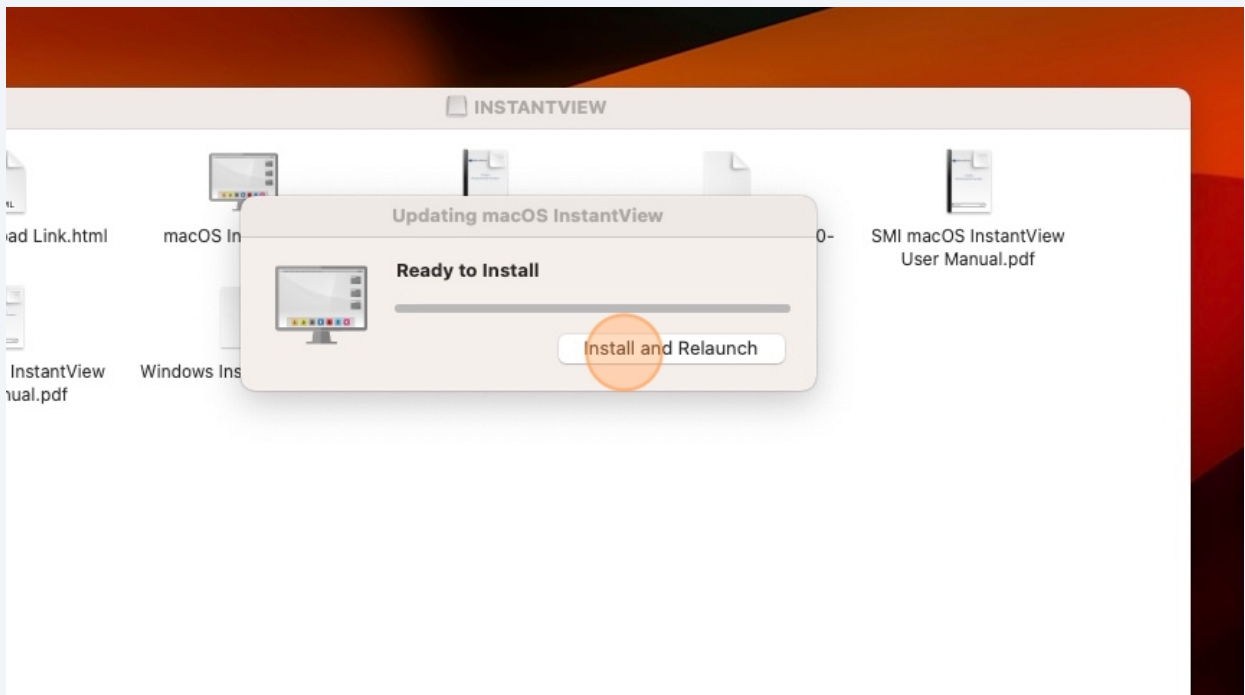 INSTANTVIEW
ad Link.html
macOS In
0-
SMI macOS InstantView
User Manual.pdf
Updating macOS InstantView
Ready to Install
Install and Relaunch
InstantView
nual.pdf
Windows Ins